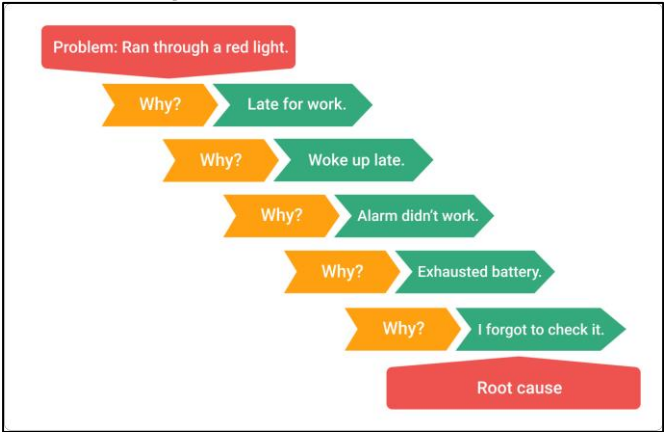 Problem: Ran through a red light.
Why? Late for work.
Why? Woke up late.
Why? Alarm didn't work.
Why? Exhausted battery.
Why? I forgot to check it.
Root cause